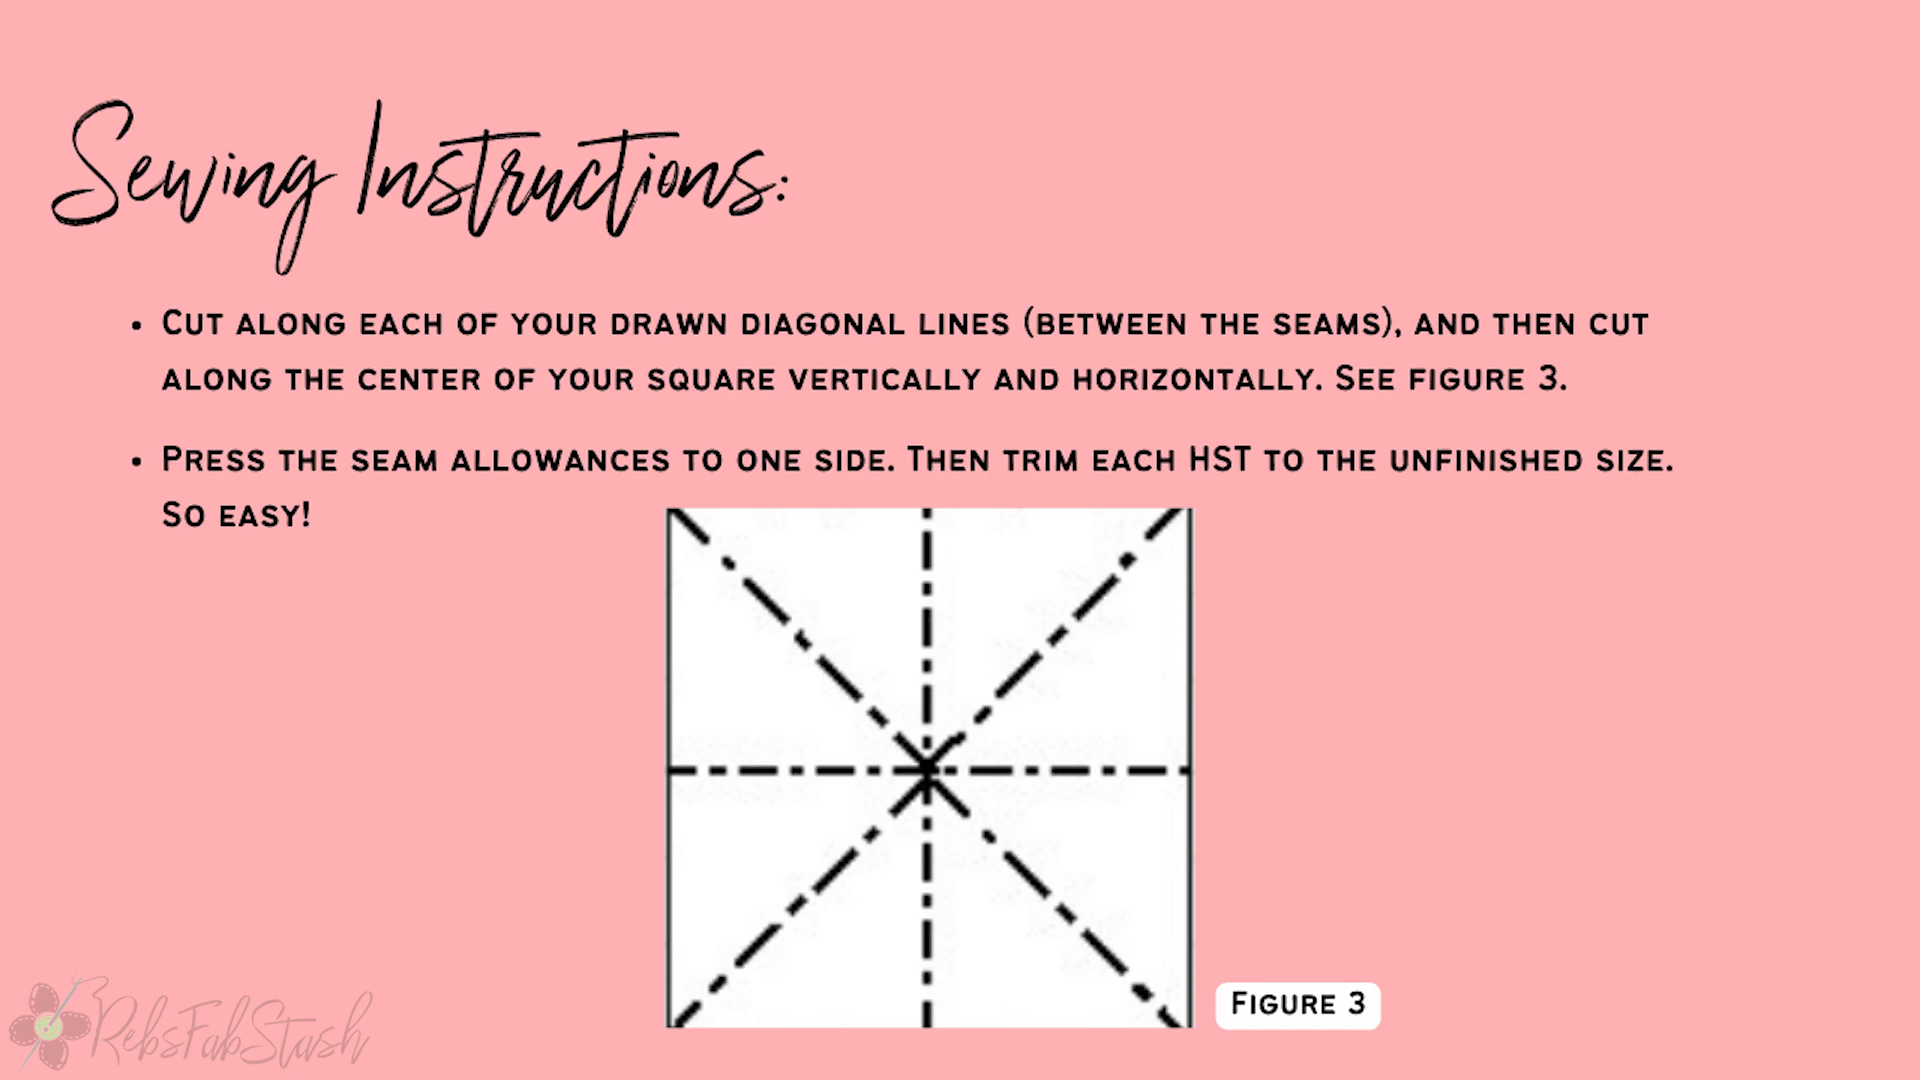 Sewing Instructions:
• Cut along each of your drawn diagonal lines (between the seams), and then cut
along the center of your square vertically and horizontally. See figure 3.
• Press the seam allowances to one side. Then trim each HST to the unfinished size.
So easy!
Figure 3
RebsFabStash